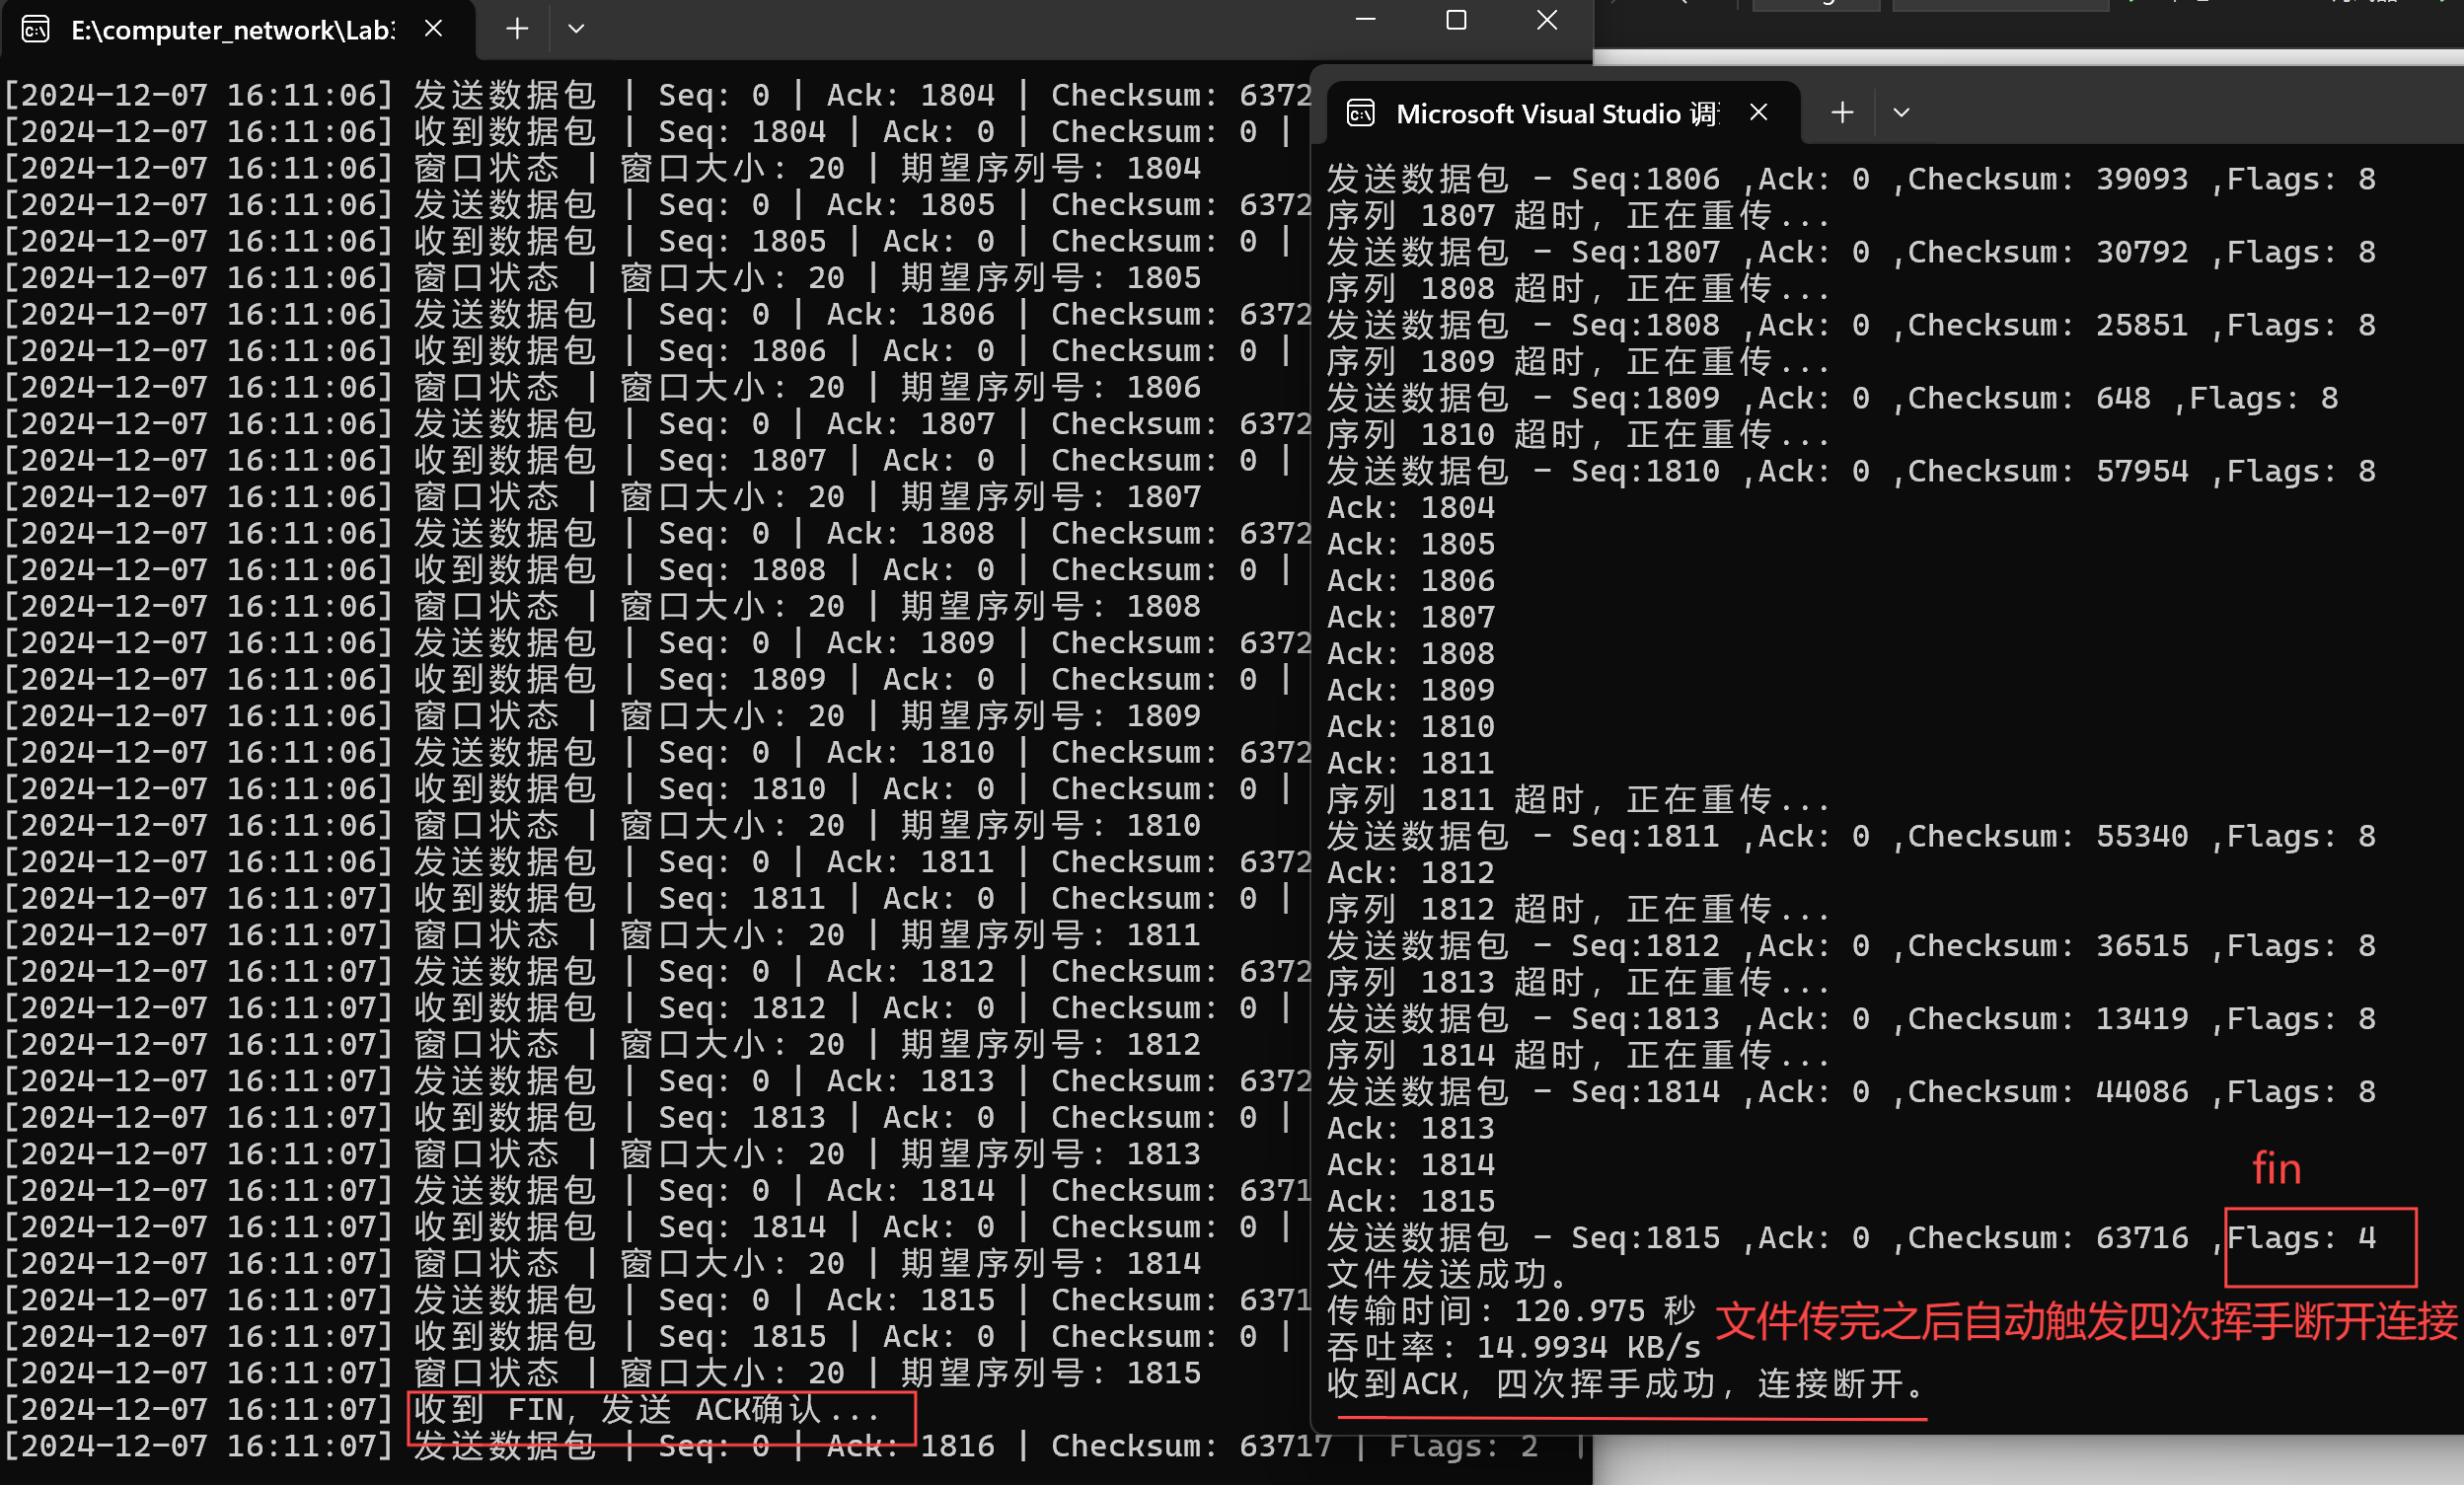 E:\computer_network\Lab3
[2024-12-07 16:11:06] 发送数据包 | Seq: 0 | Ack: 1804 | Checksum: 6372
[2024-12-07 16:11:06] 收到数据包 | Seq: 1804 | Ack: 0 | Checksum: 0 |
[2024-12-07 16:11:06] 窗口状态 | 窗口大小: 20 | 期望序列号: 1804
[2024-12-07 16:11:06] 发送数据包 | Seq: 0 | Ack: 1805 | Checksum: 6372
[2024-12-07 16:11:06] 收到数据包 | Seq: 1805 | Ack: 0 | Checksum: 0 |
[2024-12-07 16:11:06] 窗口状态 | 窗口大小: 20 | 期望序列号: 1805
[2024-12-07 16:11:06] 发送数据包 | Seq: 0 | Ack: 1806 | Checksum: 6372
[2024-12-07 16:11:06] 收到数据包 | Seq: 1806 | Ack: 0 | Checksum: 0 |
[2024-12-07 16:11:06] 窗口状态 | 窗口大小: 20 | 期望序列号: 1806
[2024-12-07 16:11:06] 发送数据包 | Seq: 0 | Ack: 1807 | Checksum: 6372
[2024-12-07 16:11:06] 收到数据包 | Seq: 1807 | Ack: 0 | Checksum: 0 |
[2024-12-07 16:11:06] 窗口状态 | 窗口大小: 20 | 期望序列号: 1807
[2024-12-07 16:11:06] 发送数据包 | Seq: 0 | Ack: 1808 | Checksum: 6372
[2024-12-07 16:11:06] 收到数据包 | Seq: 1808 | Ack: 0 | Checksum: 0 |
[2024-12-07 16:11:06] 窗口状态 | 窗口大小: 20 | 期望序列号: 1808
[2024-12-07 16:11:06] 发送数据包 | Seq: 0 | Ack: 1809 | Checksum: 6372
[2024-12-07 16:11:06] 收到数据包 | Seq: 1809 | Ack: 0 | Checksum: 0 |
[2024-12-07 16:11:06] 窗口状态 | 窗口大小: 20 | 期望序列号: 1809
[2024-12-07 16:11:06] 发送数据包 | Seq: 0 | Ack: 1810 | Checksum: 6372
[2024-12-07 16:11:06] 收到数据包 | Seq: 1810 | Ack: 0 | Checksum: 0 |
[2024-12-07 16:11:06] 窗口状态 | 窗口大小: 20 | 期望序列号: 1810
[2024-12-07 16:11:06] 发送数据包 | Seq: 0 | Ack: 1811 | Checksum: 6372
[2024-12-07 16:11:07] 收到数据包 | Seq: 1811 | Ack: 0 | Checksum: 0 |
[2024-12-07 16:11:07] 窗口状态 | 窗口大小: 20 | 期望序列号: 1811
[2024-12-07 16:11:07] 发送数据包 | Seq: 0 | Ack: 1812 | Checksum: 6372
[2024-12-07 16:11:07] 收到数据包 | Seq: 1812 | Ack: 0 | Checksum: 0 |
[2024-12-07 16:11:07] 窗口状态 | 窗口大小: 20 | 期望序列号: 1812
[2024-12-07 16:11:07] 发送数据包 | Seq: 0 | Ack: 1813 | Checksum: 6372
[2024-12-07 16:11:07] 收到数据包 | Seq: 1813 | Ack: 0 | Checksum: 0 |
[2024-12-07 16:11:07] 窗口状态 | 窗口大小: 20 | 期望序列号: 1813
[2024-12-07 16:11:07] 发送数据包 | Seq: 0 | Ack: 1814 | Checksum: 6371
[2024-12-07 16:11:07] 收到数据包 | Seq: 1814 | Ack: 0 | Checksum: 0 |
[2024-12-07 16:11:07] 窗口状态 | 窗口大小: 20 | 期望序列号: 1814
[2024-12-07 16:11:07] 发送数据包 | Seq: 0 | Ack: 1815 | Checksum: 6371
[2024-12-07 16:11:07] 收到数据包 | Seq: 1815 | Ack: 0 | Checksum: 0 |
[2024-12-07 16:11:07] 窗口状态 | 窗口大小: 20 | 期望序列号: 1815
[2024-12-07 16:11:07] 收到 FIN, 发送 ACK确认...
[2024-12-07 16:11:07] 发送数据包 | Seq: 0 | Ack: 1816 | Checksum: 63717 | Flags: 2 |
Microsoft Visual Studio 调
发送数据包 - Seq:1806 ,Ack: 0 ,Checksum: 39093 ,Flags: 8
序列 1807 超时, 正在重传...
发送数据包 - Seq:1807 ,Ack: 0 ,Checksum: 30792 ,Flags: 8
序列 1808 超时, 正在重传...
发送数据包 - Seq:1808 ,Ack: 0 ,Checksum: 25851 ,Flags: 8
序列 1809 超时, 正在重传...
发送数据包 - Seq:1809 ,Ack: 0 ,Checksum: 648 ,Flags: 8
序列 1810 超时, 正在重传...
发送数据包 - Seq:1810 ,Ack: 0 ,Checksum: 57954 ,Flags: 8
Ack: 1804
Ack: 1805
Ack: 1806
Ack: 1807
Ack: 1808
Ack: 1809
Ack: 1810
Ack: 1811
序列 1811 超时, 正在重传...
发送数据包 - Seq:1811 ,Ack: 0 ,Checksum: 55340 ,Flags: 8
Ack: 1812
序列 1812 超时, 正在重传...
发送数据包 - Seq:1812 ,Ack: 0 ,Checksum: 36515 ,Flags: 8
序列 1813 超时, 正在重传...
发送数据包 - Seq:1813 ,Ack: 0 ,Checksum: 13419 ,Flags: 8
序列 1814 超时, 正在重传...
发送数据包 - Seq:1814 ,Ack: 0 ,Checksum: 44086 ,Flags: 8
Ack: 1813
Ack: 1814
fin
Ack: 1815
发送数据包 - Seq:1815 ,Ack: 0 ,Checksum: 63716 ,Flags: 4
文件发送成功。
传输时间: 120.975 秒
文件传完之后自动触发四次挥手断开连接
吞吐率: 14.9934 KB/s
收到ACK, 四次挥手成功, 连接断开。